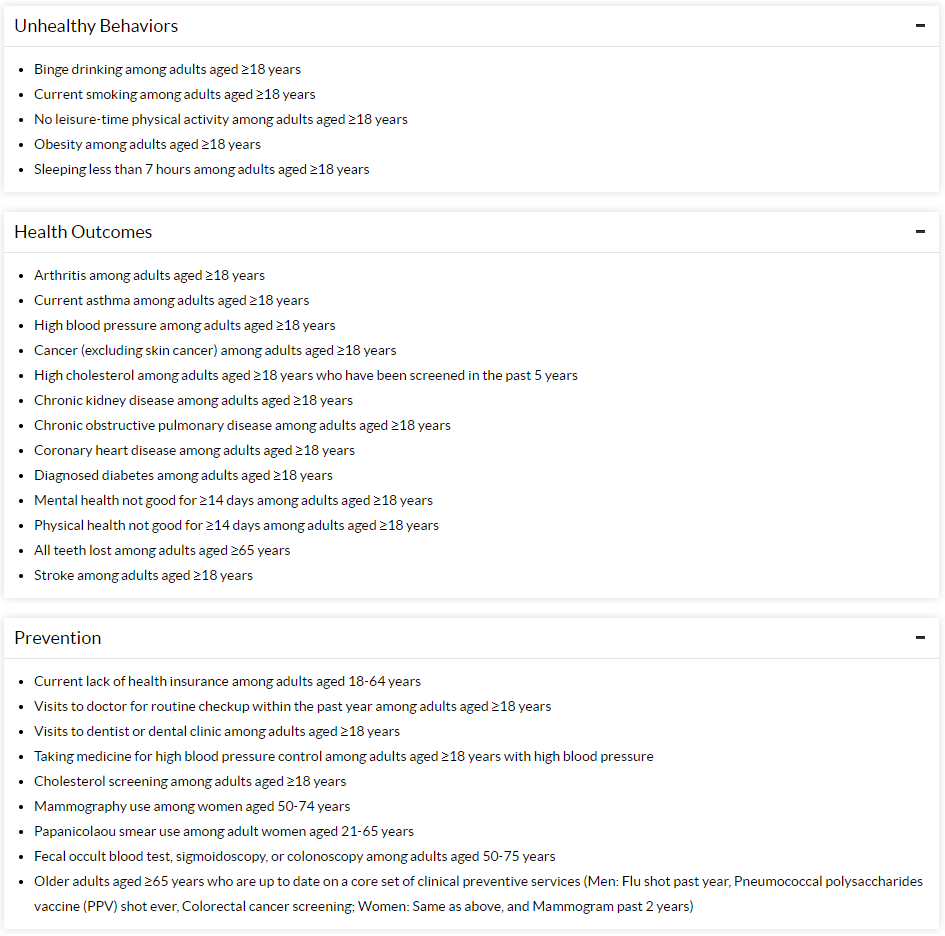 Unhealthy Behaviors
Binge drinking among adults aged ≥18 years
Current smoking among adults aged ≥18 years
No leisure-time physical activity among adults aged ≥18 years
Obesity among adults aged ≥18 years
Sleeping less than 7 hours among adults aged ≥18 years
Health Outcomes
Arthritis among adults aged ≥18 years
Current asthma among adults aged ≥18 years
High blood pressure among adults aged ≥18 years
Cancer (excluding skin cancer) among adults aged ≥18 years
High cholesterol among adults aged ≥18 years who have been screened in the past 5 years
Chronic kidney disease among adults aged ≥18 years
Chronic obstructive pulmonary disease among adults aged ≥18 years
Coronary heart disease among adults aged ≥18 years
Diagnosed diabetes among adults aged ≥18 years
Mental health not good for ≥14 days among adults aged ≥18 years
Physical health not good for ≥14 days among adults aged ≥18 years
All teeth lost among adults aged ≥65 years
Stroke among adults aged ≥18 years
Prevention
Current lack of health insurance among adults aged 18-64 years
Visits to doctor for routine checkup within the past year among adults aged ≥18 years
Visits to dentist or dental clinic among adults aged ≥18 years
Taking medicine for high blood pressure control among adults aged ≥18 years with high blood pressure
Cholesterol screening among adults aged ≥18 years
Mammography use among women aged 50-74 years
Papanicolaou smear use among adult women aged 21-65 years
Fecal occult blood test, sigmoidoscopy, or colonoscopy among adults aged 50-75 years
Older adults aged ≥65 years who are up to date on a core set of clinical preventive services (Men: Flu shot past year, Pneumococcal polysaccharides
vaccine (PPV) shot ever, Colorectal cancer screening; Women: Same as above, and Mammogram past 2 years)